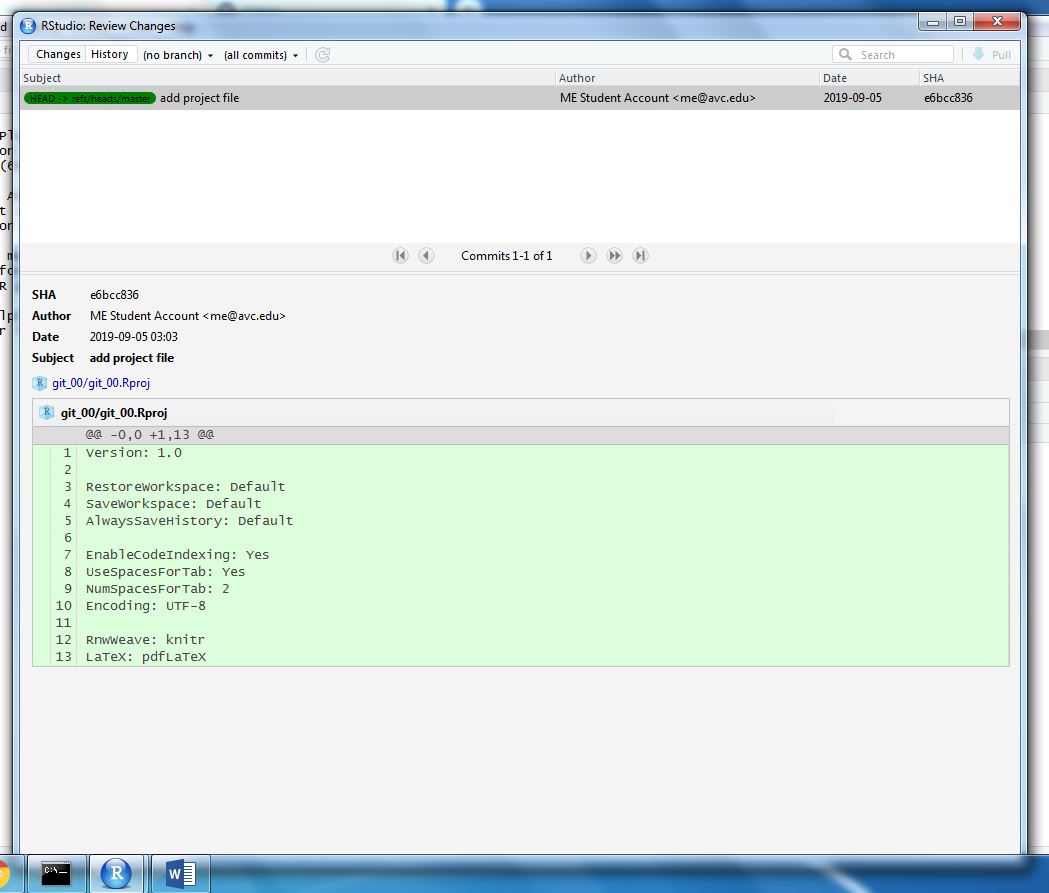 RStudio: Review Changes
Changes History (no branch) (all commits) Search Pull
Subject Author Date SHA
HEAD -> refs/heads/master add project file ME Student Account <me@avc.edu> 2019-09-05 e6bcc836
Commits 1-1 of 1
SHA e6bcc836
Author ME Student Account <me@avc.edu>
Date 2019-09-05 03:03
Subject add project file
git_00/git_00.Rproj
git_00/git_00.Rproj
@@ -0,0 +1,13 @@
1 Version: 1.0
2
3 RestoreWorkspace: Default
4 SaveWorkspace: Default
5 AlwaysSaveHistory: Default
6
7 EnableCodeIndexing: Yes
8 UseSpacesForTab: Yes
9 NumSpacesForTab: 2
10 Encoding: UTF-8
11
12 RnwWeave: knitr
13 LaTeX: pdfLaTeX